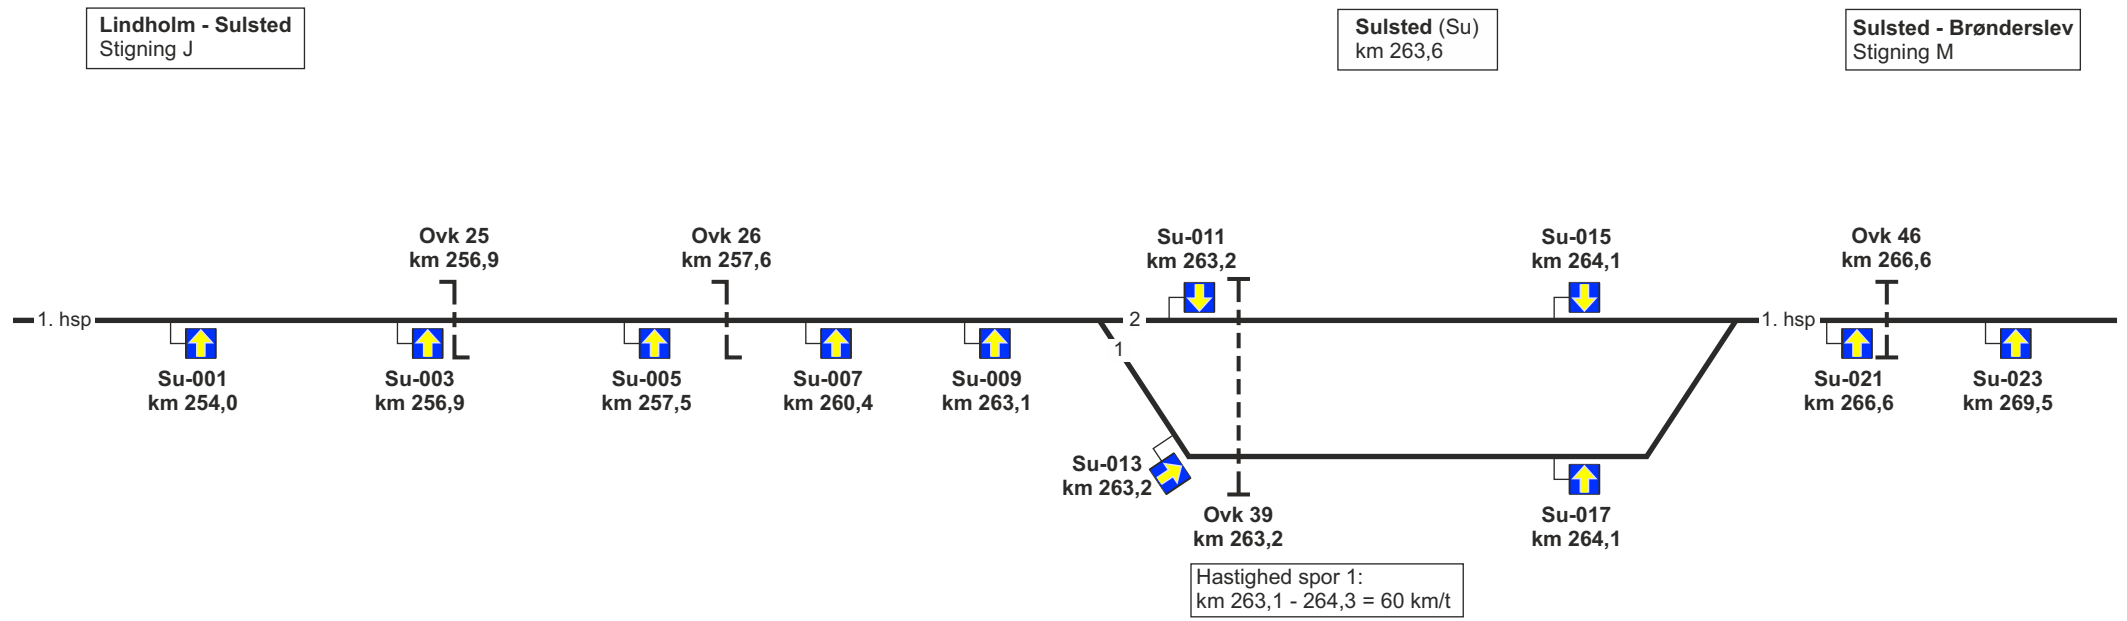 Lindholm - Sulsted
Stigning J
Sulsted (Su)
km 263,6
Sulsted - Brønderslev
Stigning M
Ovk 25
km 256,9
Ovk 26
km 257,6
Su-011
km 263,2
Su-015
km 264,1
Ovk 46
km 266,6
1. hsp
2
1. hsp
1
Su-001
km 254,0
Su-003
km 256,9
Su-005
km 257,5
Su-007
km 260,4
Su-009
km 263,1
Su-021
km 266,6
Su-023
km 269,5
Su-013
km 263,2
Ovk 39
km 263,2
Su-017
km 264,1
Hastighed spor 1:
km 263,1 - 264,3 = 60 km/t